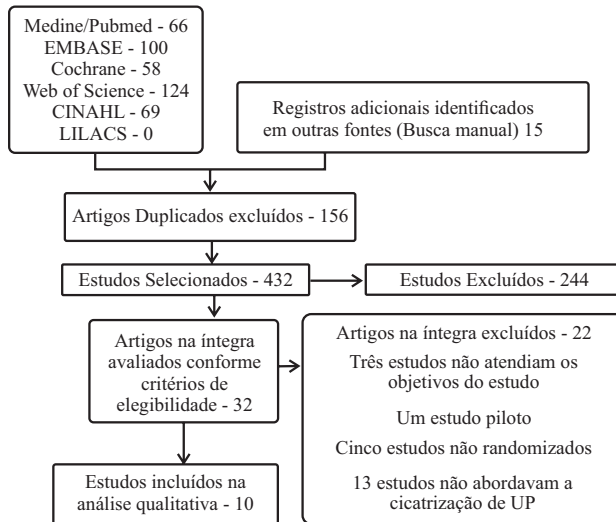 Medine/Pubmed - 66
EMBASE - 100
Cochrane - 58
Web of Science - 124
CINAHL - 69
LILACS - 0
Registros adicionais identificados
em outras fontes (Busca manual) 15
Artigos Duplicados excluídos - 156
Estudos Selecionados - 432
Estudos Excluídos - 244
Artigos na íntegra
avaliados conforme
critérios de
elegibilidade - 32
Artigos na íntegra excluídos - 22
Três estudos não atendiam os
objetivos do estudo
Um estudo piloto
Cinco estudos não randomizados
13 estudos não abordavam a
cicatrização de UP
Estudos incluídos na
análise qualitativa - 10